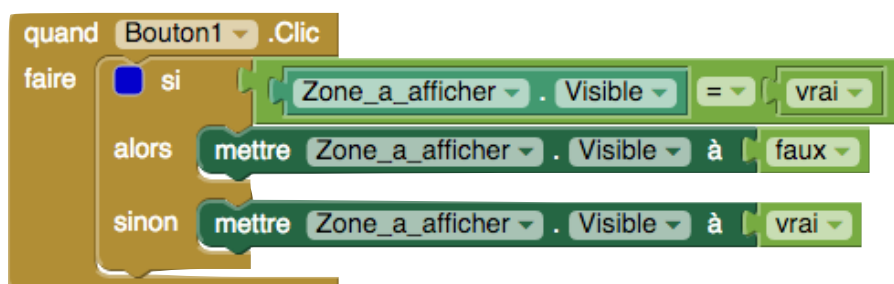 quand Bouton1 .Clic
faire si Zone_a_afficher . Visible = vrai
alors mettre Zone_a_afficher . Visible à faux
sinon mettre Zone_a_afficher . Visible à vrai